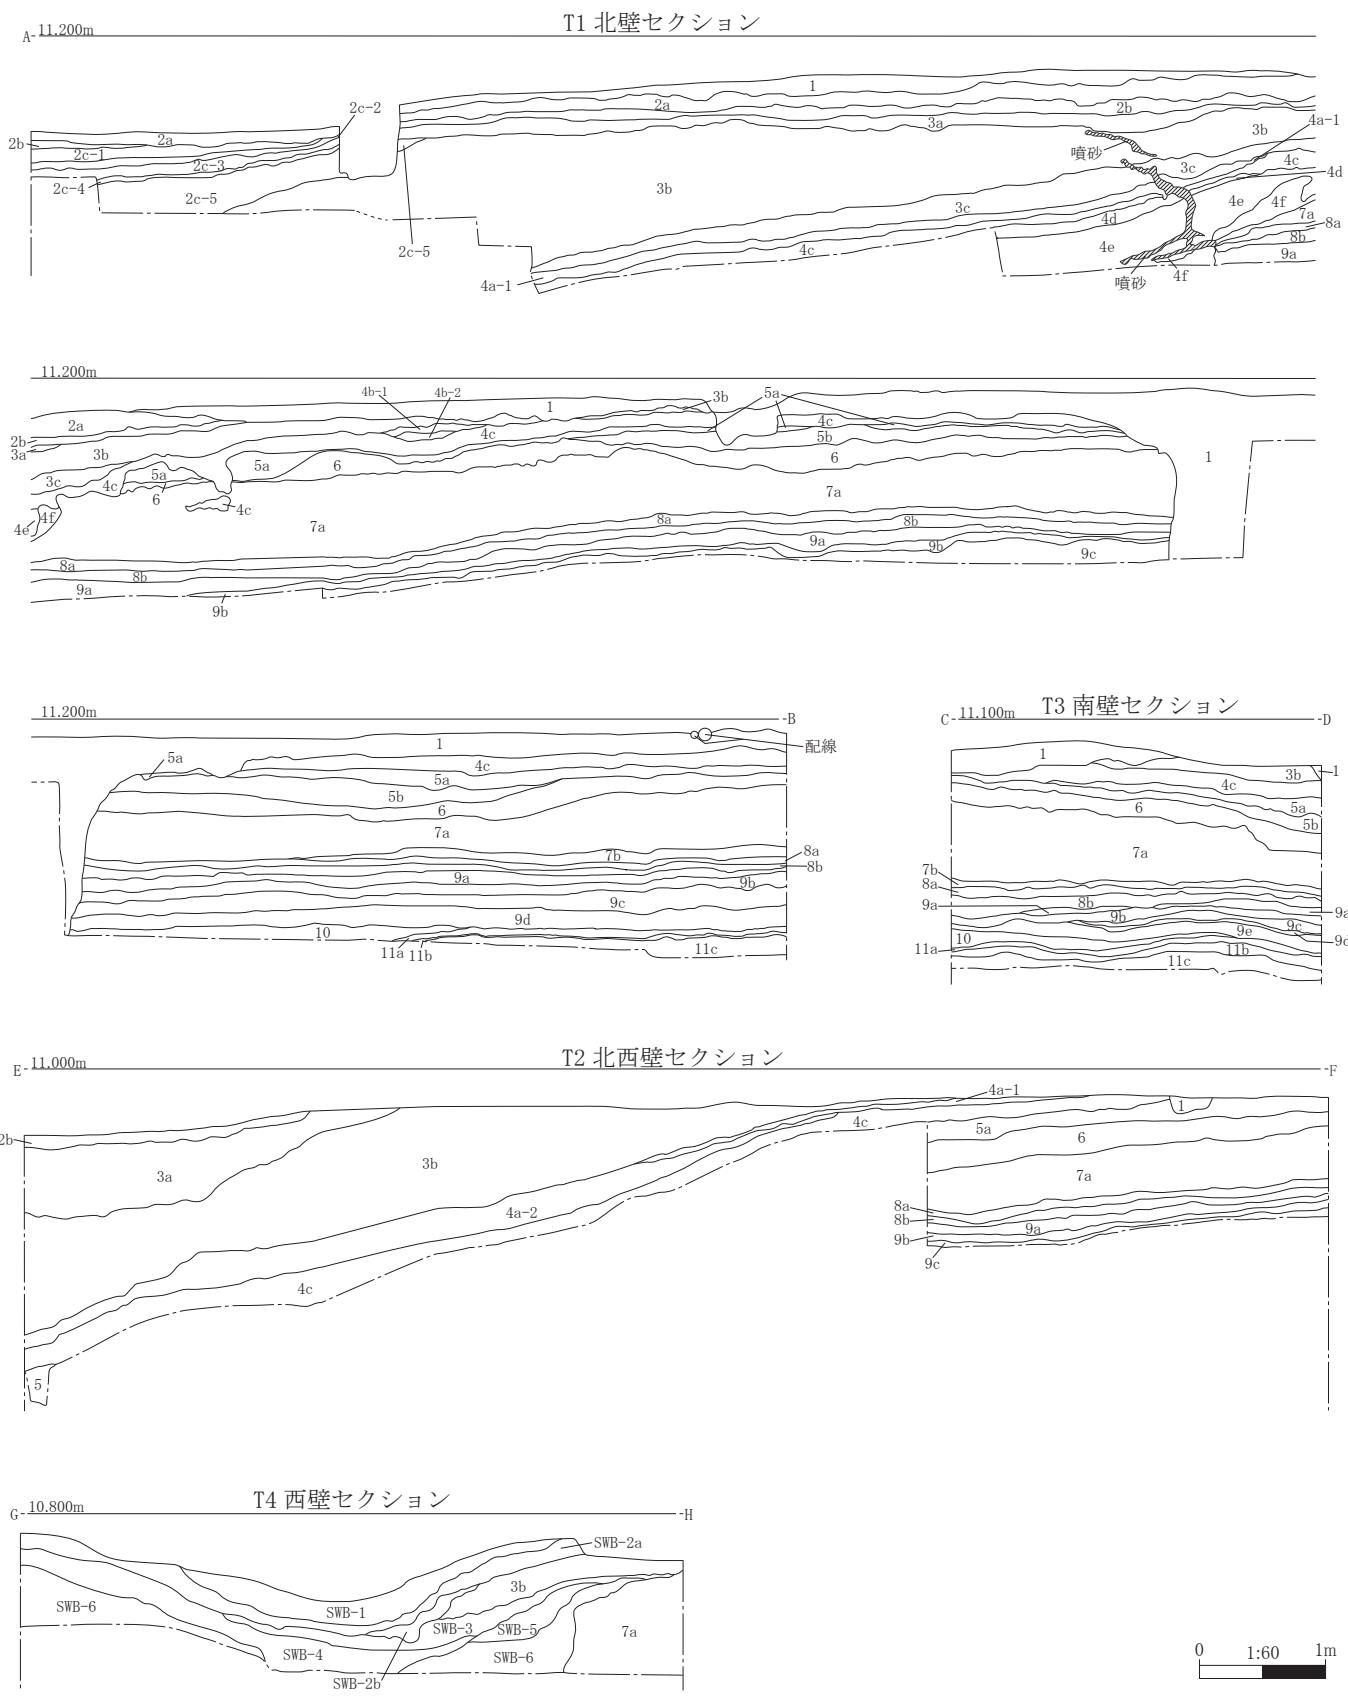 T1 北壁セクション
A 11.200m
1
2a
2b
2c-2
3a
4a-1
2b
2a
3b
2c-1
噴砂
2c-3
3c
4c
4d
2c-4
3b
2c-5
3c
4e
4f
7a
4d
8a
2c-5
4c
4e
8b
9a
4a-1
噴砂
4f
11.200m
4b-1
4b-2
3b
5a
1
2a
4c
4c
5b
2b
3a
3b
5a
6
6
1
3c
4c
5a
6
7a
4c
4e
4f
7a
8a
8b
9a
9b
9c
8a
8b
9a
9b
11.200m
B
配線
1
5a
4c
5a
5b
6
7a
7b
8a
8b
9a
9b
9c
9d
10
11a
11b
11c
T3 南壁セクション
C 11.100m
D
1
3b
1
4c
5a
6
5b
7a
7b
8a
9a
8b
9a
9b
9c
10
9e
9d
11a
11b
11c
T2 北西壁セクション
E 11.000m
F
4a-1
1
2b
4c
5a
6
3a
3b
7a
8a
4a-2
8b
9a
9b
9c
4c
5
T4 西壁セクション
G 10.800m
H
SWB-2a
3b
SWB-6
SWB-1
SWB-3
SWB-5
7a
SWB-4
SWB-6
SWB-2b
0 1:60 1m